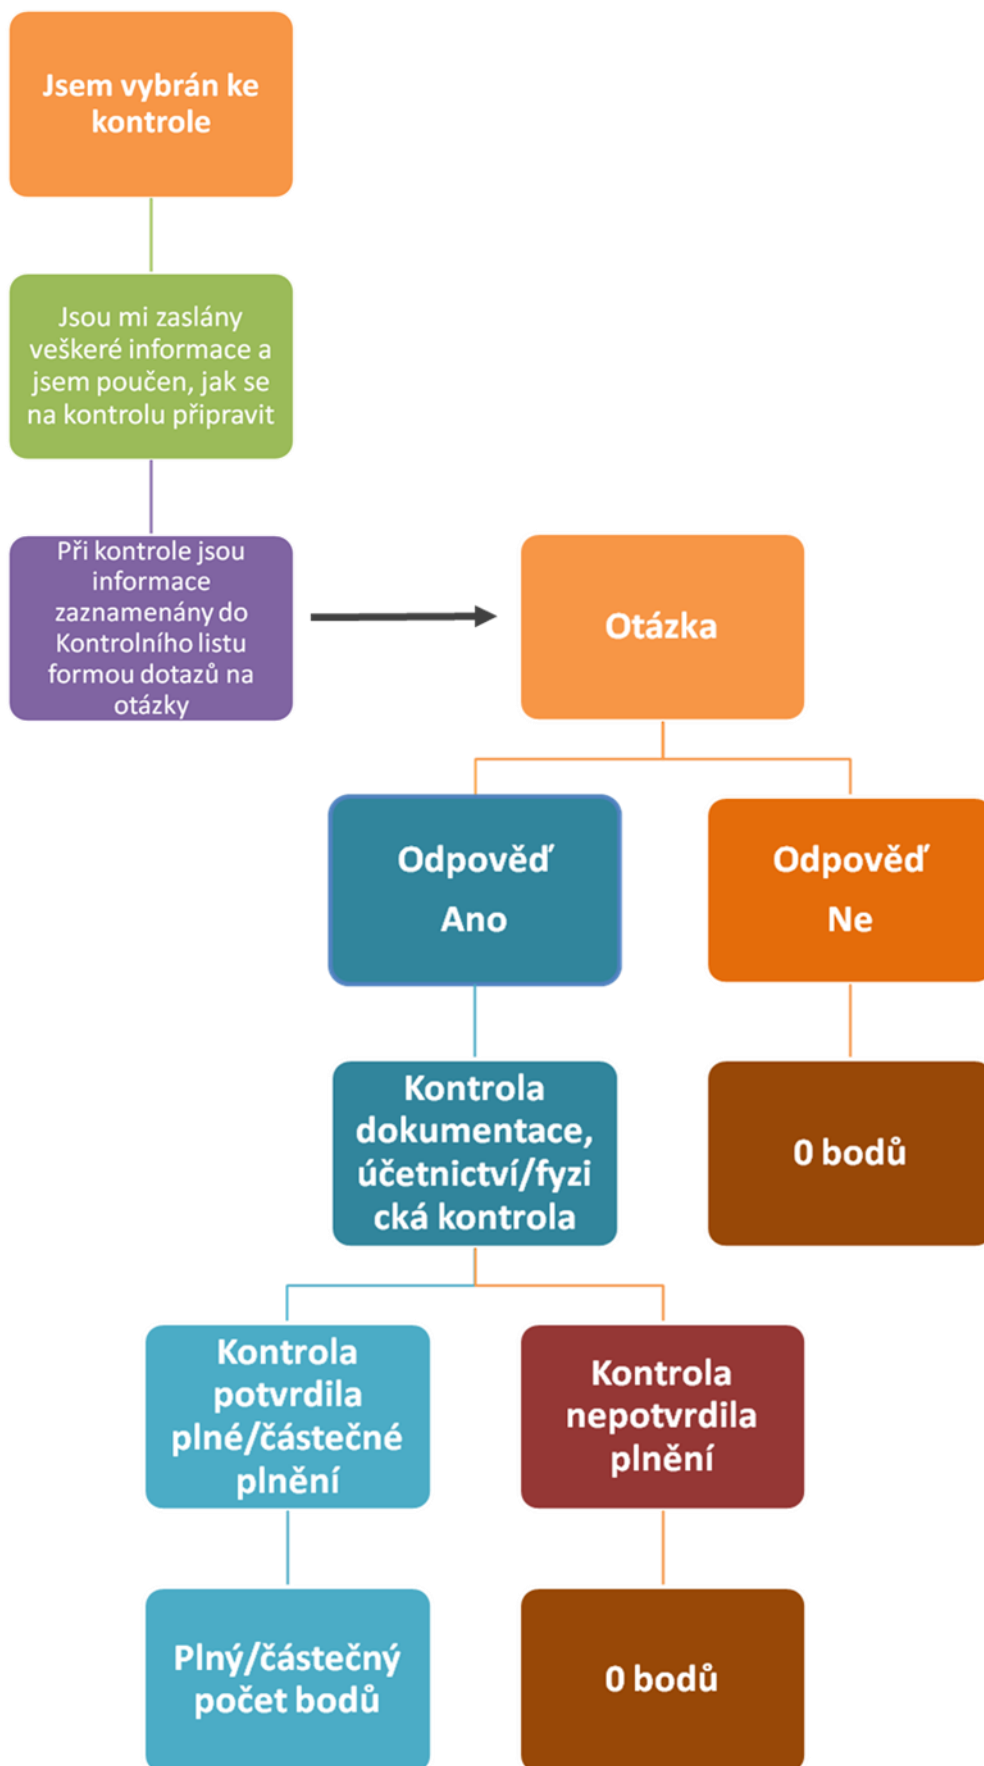 Jsem vybrán ke
kontrole
Jsou mi zaslány
veškeré informace a
jsem poučen, jak se
na kontrolu připravit
Při kontrole jsou
informace
zaznamenány do
Kontrolního listu
formou dotazů na
otázky
Otázka
Odpověď
Ano
Odpověď
Ne
Kontrola
dokumentace,
účetnictví/fyzi
cká kontrola
0 bodů
Kontrola
potvrdila
plné/částečné
plnění
Kontrola
nepotvrdila
plnění
Plný/částečný
počet bodů
0 bodů